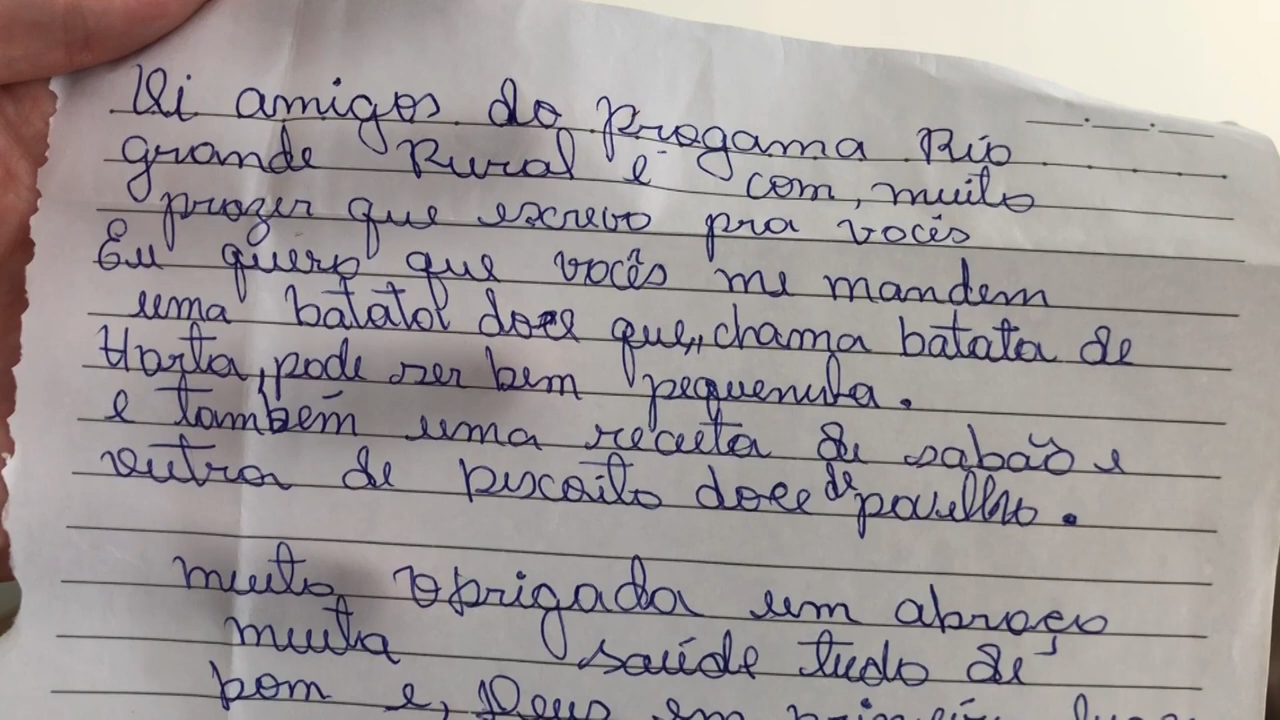 Oi amigos do progama Rio
grande Rural é com, muito
prozer que escrevo pra vocês
Eu quero que vocês me mandem
uma batata doce que,, chama batata de
Horta, pode ser bem pequenina.
e também uma receita de sabão e
outra de biscoito doce de povilho.
muito obrigada um abraço
muita saúde tudo de
bom e, Deus em